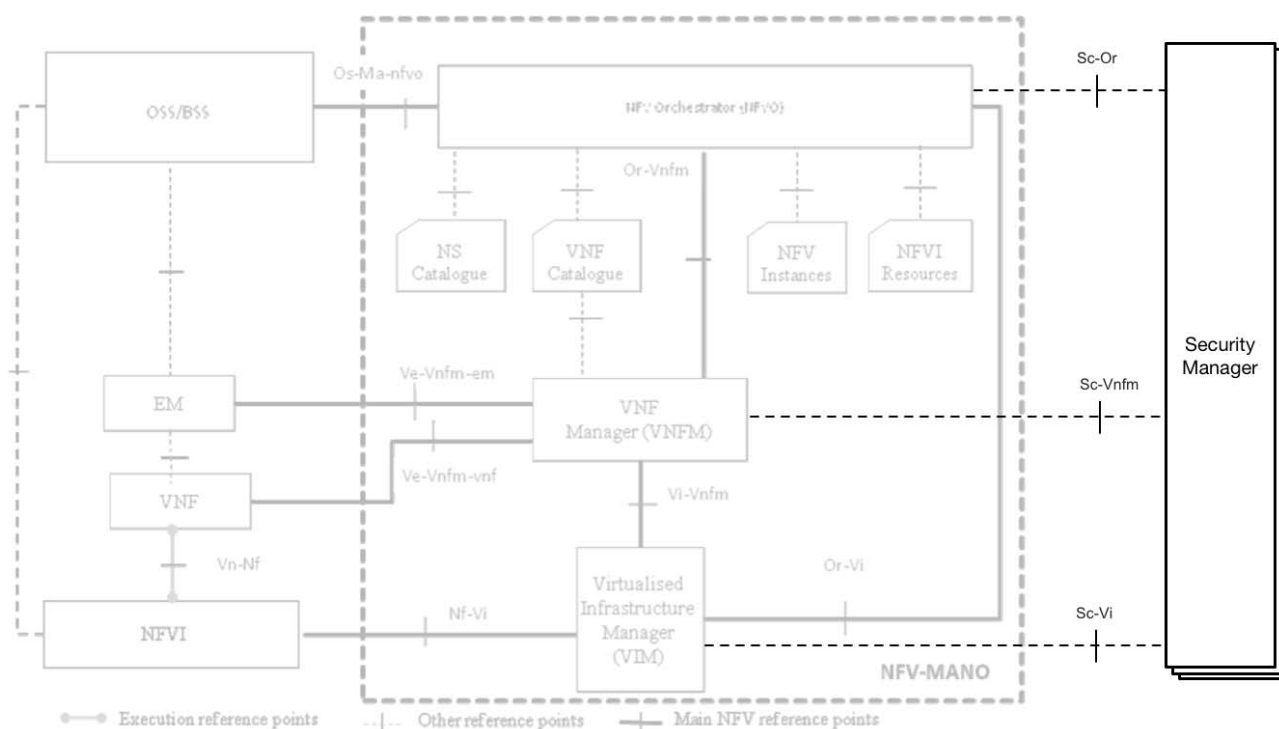 Os-Ma-nfvo
Sc-Or
OSS/BSS
NFV Orchestrator (NFVO)
Or-Vnfm
NS
Catalogue
VNF
Catalogue
NFV
Instances
NFVI
Resources
Security
Manager
Ve-Vnfm-em
Sc-Vnfm
EM
VNF
Manager (VNFM)
Ve-Vnfm-vnf
VNF
Vi-Vnfm
Vn-Nf
Or-Vi
Virtualised
Infrastructure
Manager
(VIM)
Nf-Vi
Sc-Vi
NFVI
NFV-MANO
Execution reference points
Other reference points
Main NFV reference points